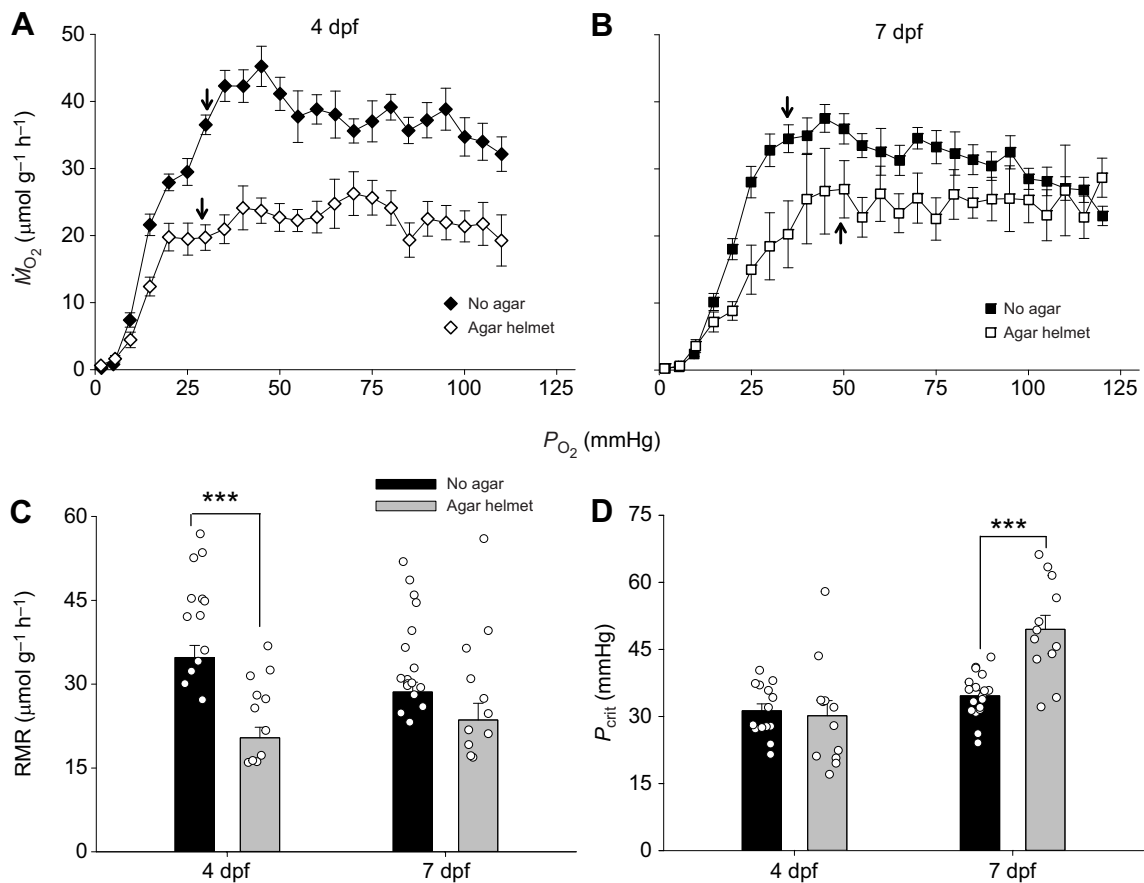 A
4 dpf
B
7 dpf
50
40
30
20
10
0
ṀO2 (μmol g−1 h−1)
No agar
Agar helmet
No agar
Agar helmet
0 25 50 75 100 125
0 25 50 75 100 125
PO2 (mmHg)
No agar
Agar helmet
C
D
***
***
60
45
30
15
0
RMR (μmol g−1 h−1)
75
60
45
30
15
0
Pcrit (mmHg)
4 dpf 7 dpf
4 dpf 7 dpf